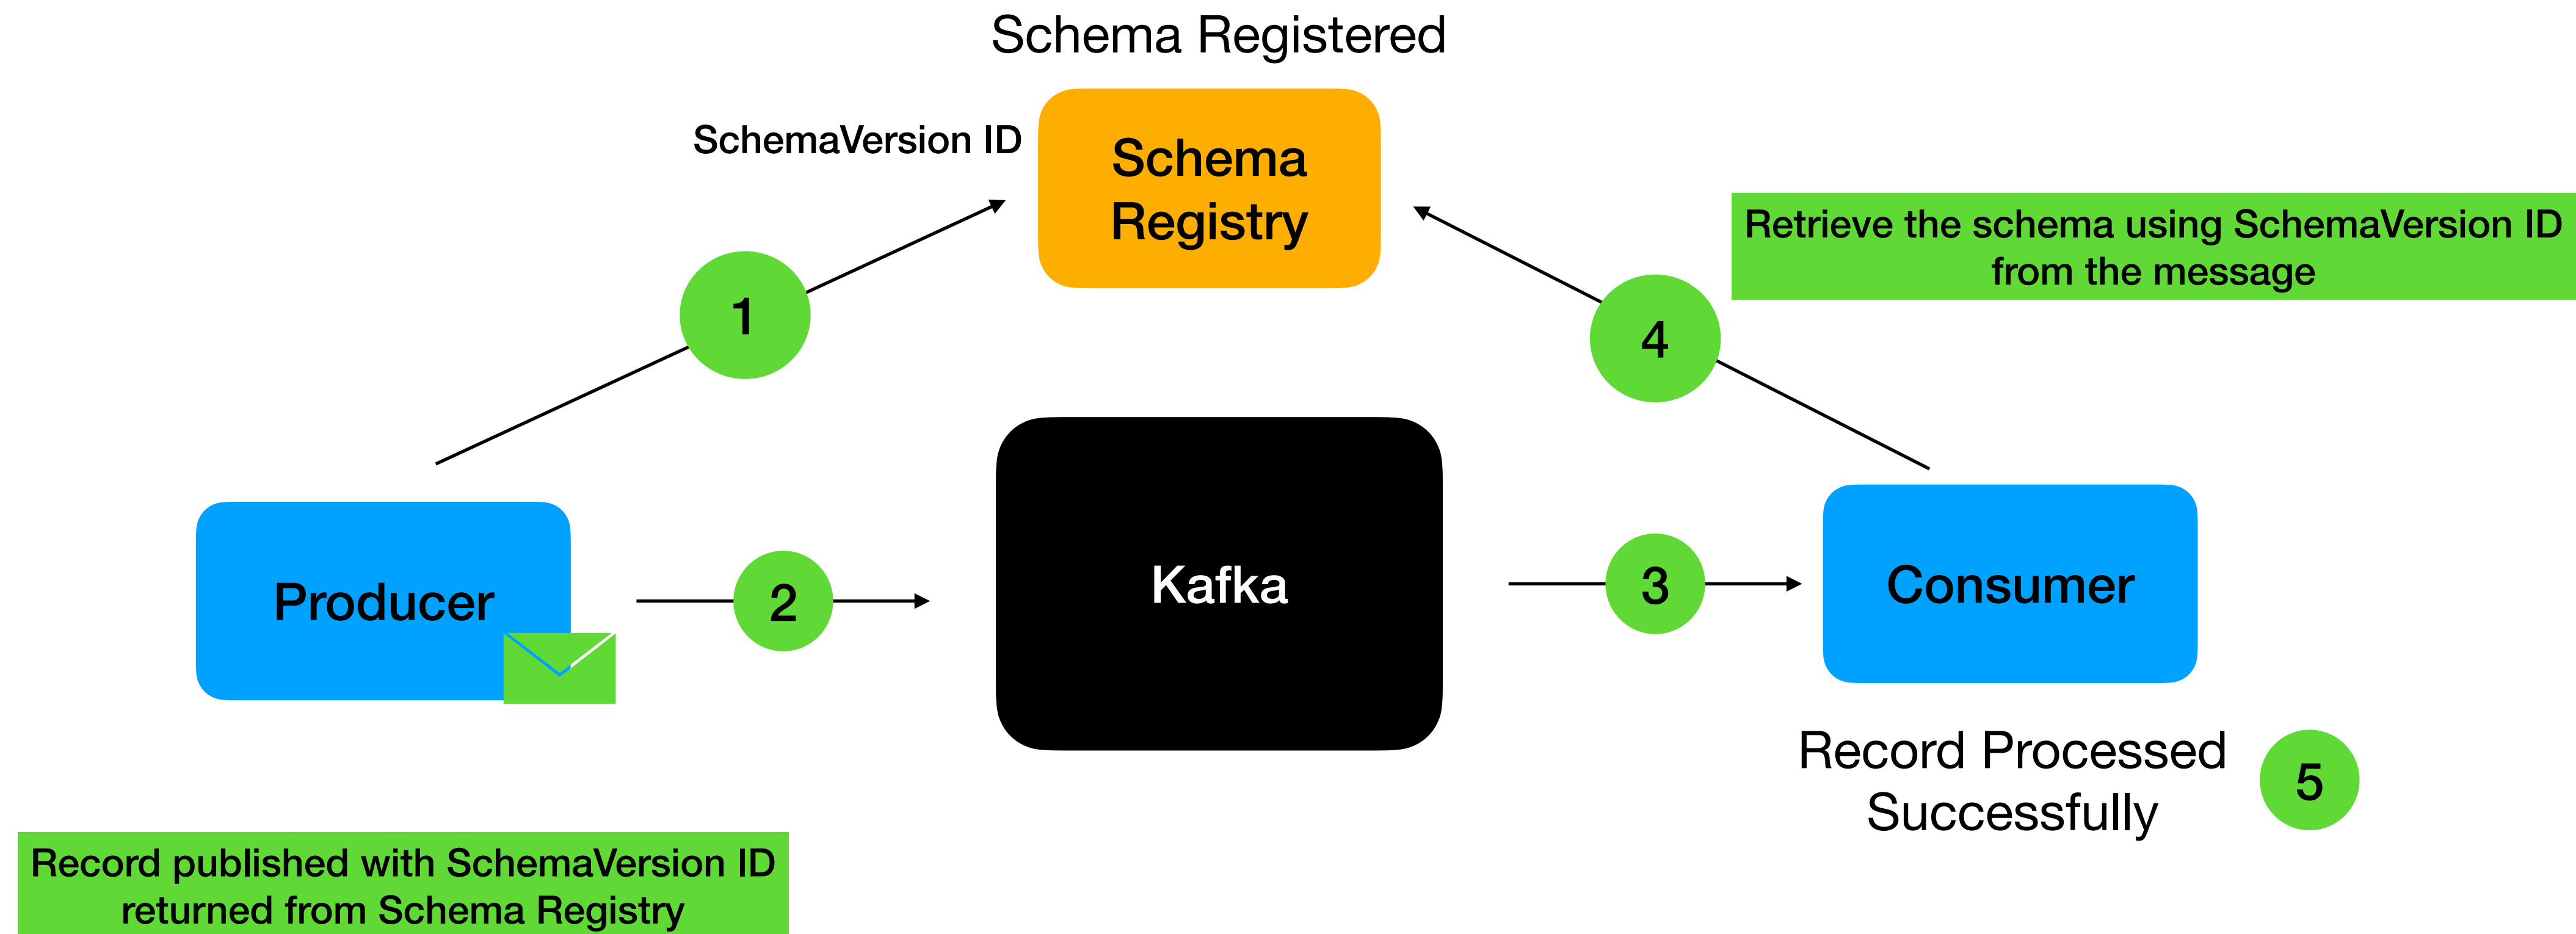 Schema Registered
SchemaVersion ID
Schema
Registry
Retrieve the schema using SchemaVersion ID
from the message
1
4
Producer
2
Kafka
3
Consumer
Record Processed
Successfully
5
Record published with SchemaVersion ID
returned from Schema Registry